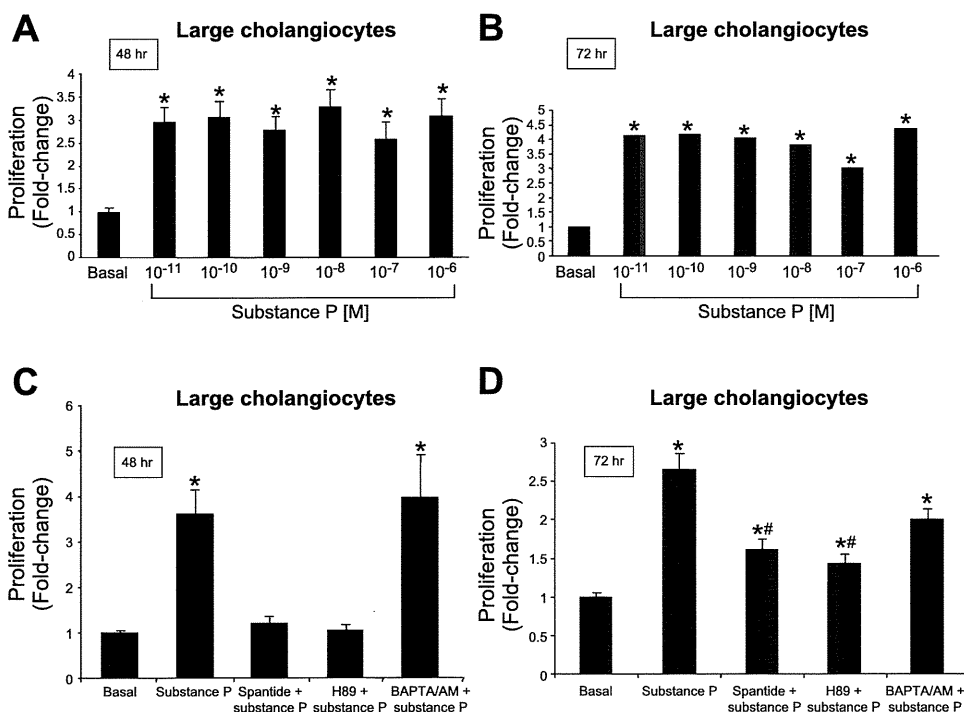 A
Large cholangiocytes
48 hr
Proliferation
(Fold-change)
4
3.5
3
2.5
2
1.5
1
0.5
0
*
*
*
*
*
*
Basal
10-11
10-10
10-9
10-8
10-7
10-6
Substance P [M]
B
Large cholangiocytes
72 hr
Proliferation
(Fold-change)
5
4.5
4
3.5
3
2.5
2
1.5
1
0.5
0
*
*
*
*
*
*
Basal
10-11
10-10
10-9
10-8
10-7
10-6
Substance P [M]
C
Large cholangiocytes
48 hr
Proliferation
(Fold-change)
6
5
4
3
2
1
0
*
*
Basal
Substance P
Spantide +
substance P
H89 +
substance P
BAPTA/AM +
substance P
D
Large cholangiocytes
72 hr
Proliferation
(Fold-change)
3
2.5
2
1.5
1
0.5
0
*
*#
*#
*
Basal
Substance P
Spantide +
substance P
H89 +
substance P
BAPTA/AM +
substance P